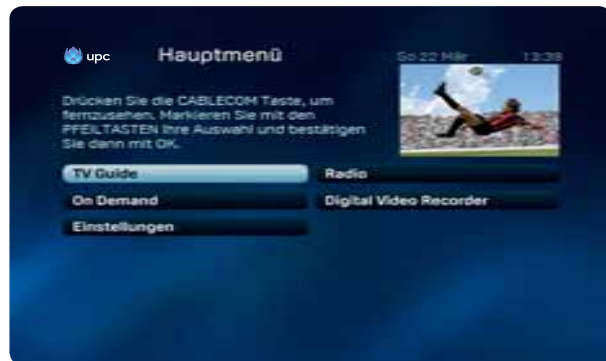 upc
Hauptmenü
So 22 Mär 13:39
Drücken Sie die CABLECOM Taste, um
fernzusehen. Markieren Sie mit den
PFEILTASTEN Ihre Auswahl und bestätigen
Sie dann mit OK.
TV Guide
Radio
On Demand
Digital Video Recorder
Einstellungen